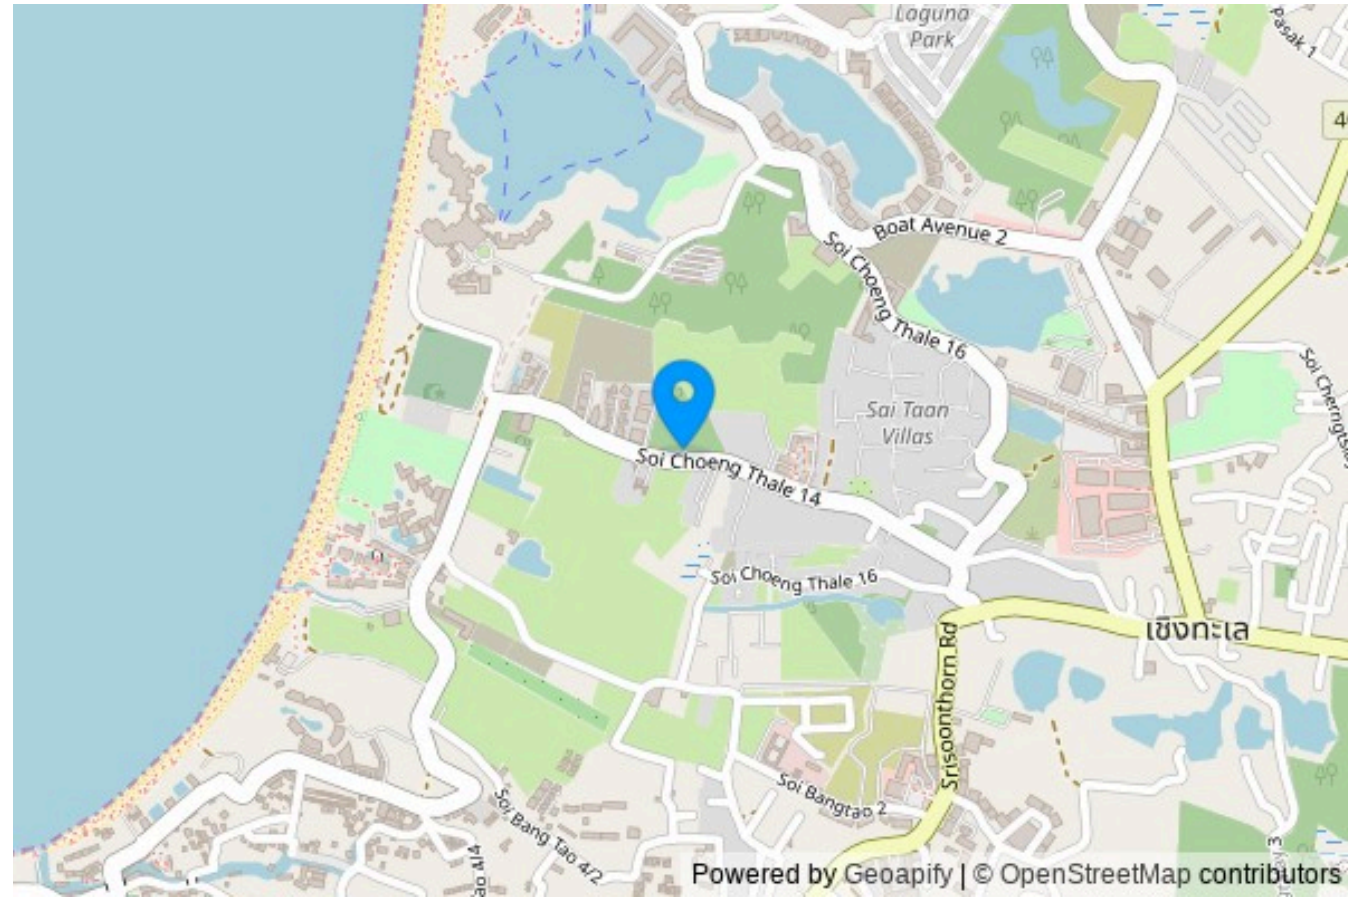 Laguna
Park
Pasak 1
Boat Avenue 2
Soi Choeng Thale 16
Soi Cherngtalay
Sai Taan
Villas
Soi Choeng Thale 14
Soi Choeng Thale 16
เชิงทะเล
Srisoonthorn Rd
Soi Bangtao 2
Soi Bang Tao 4/2
Powered by Geoapify | © OpenStreetMap contributors